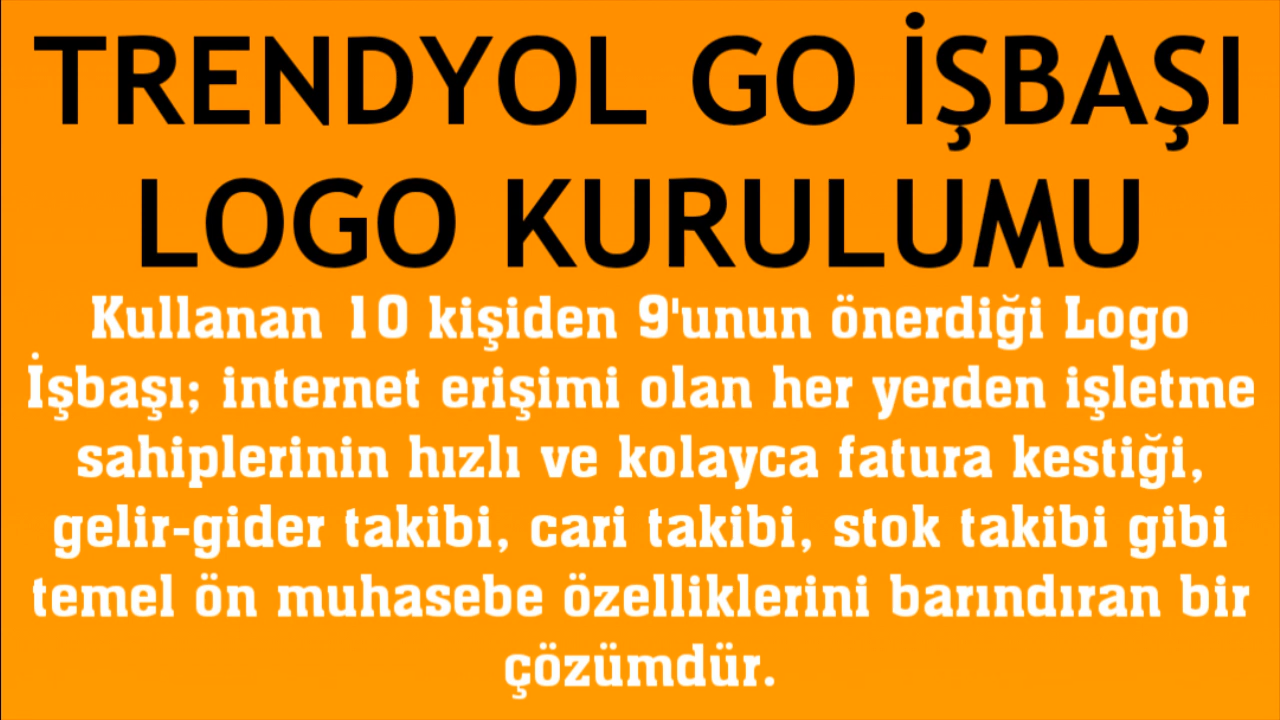 TRENDYOL GO İŞBAŞI
LOGO KURULUMU
Kullanan 10 kişiden 9'unun önerdiği Logo
İşbaşı; internet erişimi olan her yerden işletme
sahiplerinin hızlı ve kolayca fatura kestiği,
gelir-gider takibi, cari takibi, stok takibi gibi
temel ön muhasebe özelliklerini barındıran bir
çözümdür.